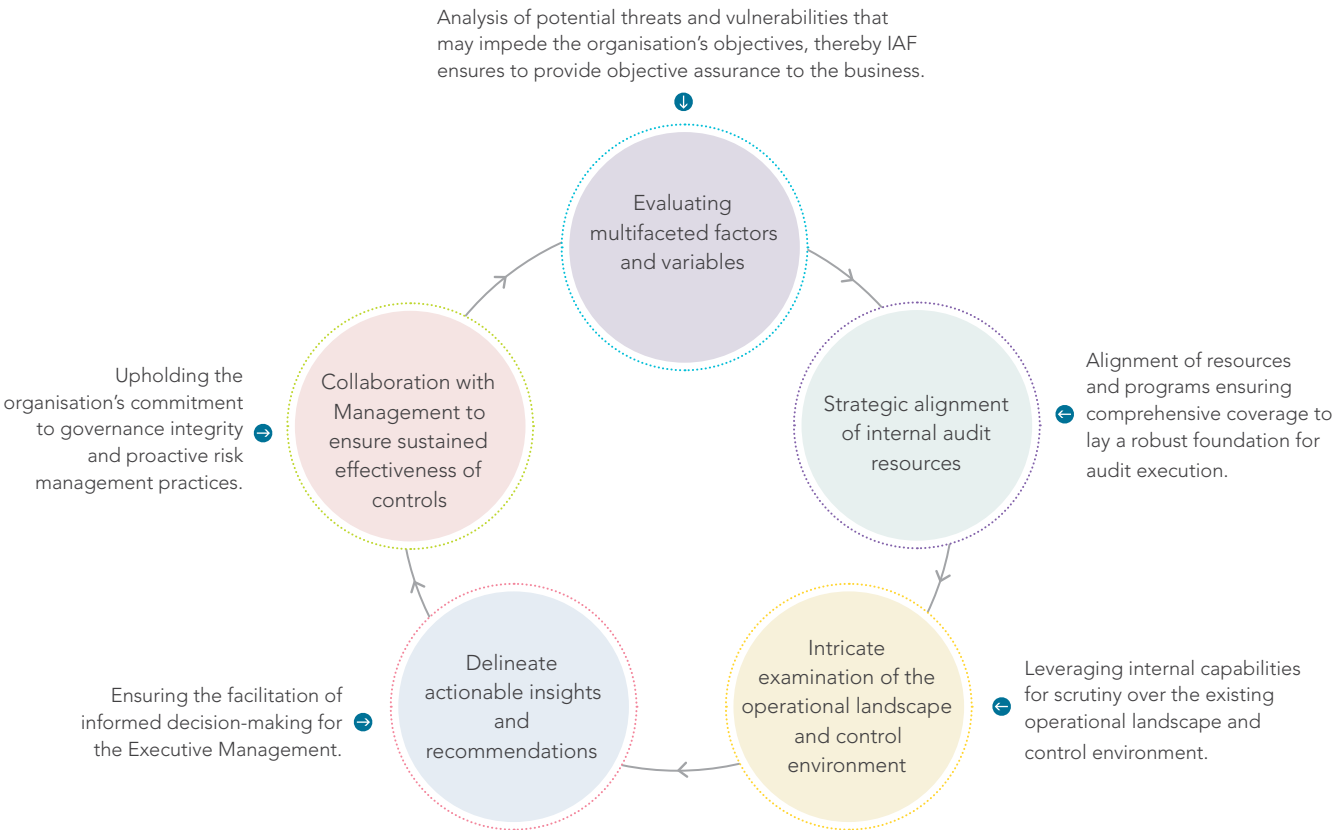 Analysis of potential threats and vulnerabilities that
may impede the organisation’s objectives, thereby IAF
ensures to provide objective assurance to the business.
Evaluating
multifaceted factors
and variables
Strategic alignment
of internal audit
resources
Alignment of resources
and programs ensuring
comprehensive coverage to
lay a robust foundation for
audit execution.
Intricate
examination of the
operational landscape
and control
environment
Leveraging internal capabilities
for scrutiny over the existing
operational landscape and
control environment.
Delineate
actionable insights
and
recommendations
Ensuring the facilitation of
informed decision-making for
the Executive Management.
Collaboration with
Management to
ensure sustained
effectiveness of
controls
Upholding the
organisation’s commitment
to governance integrity
and proactive risk
management practices.